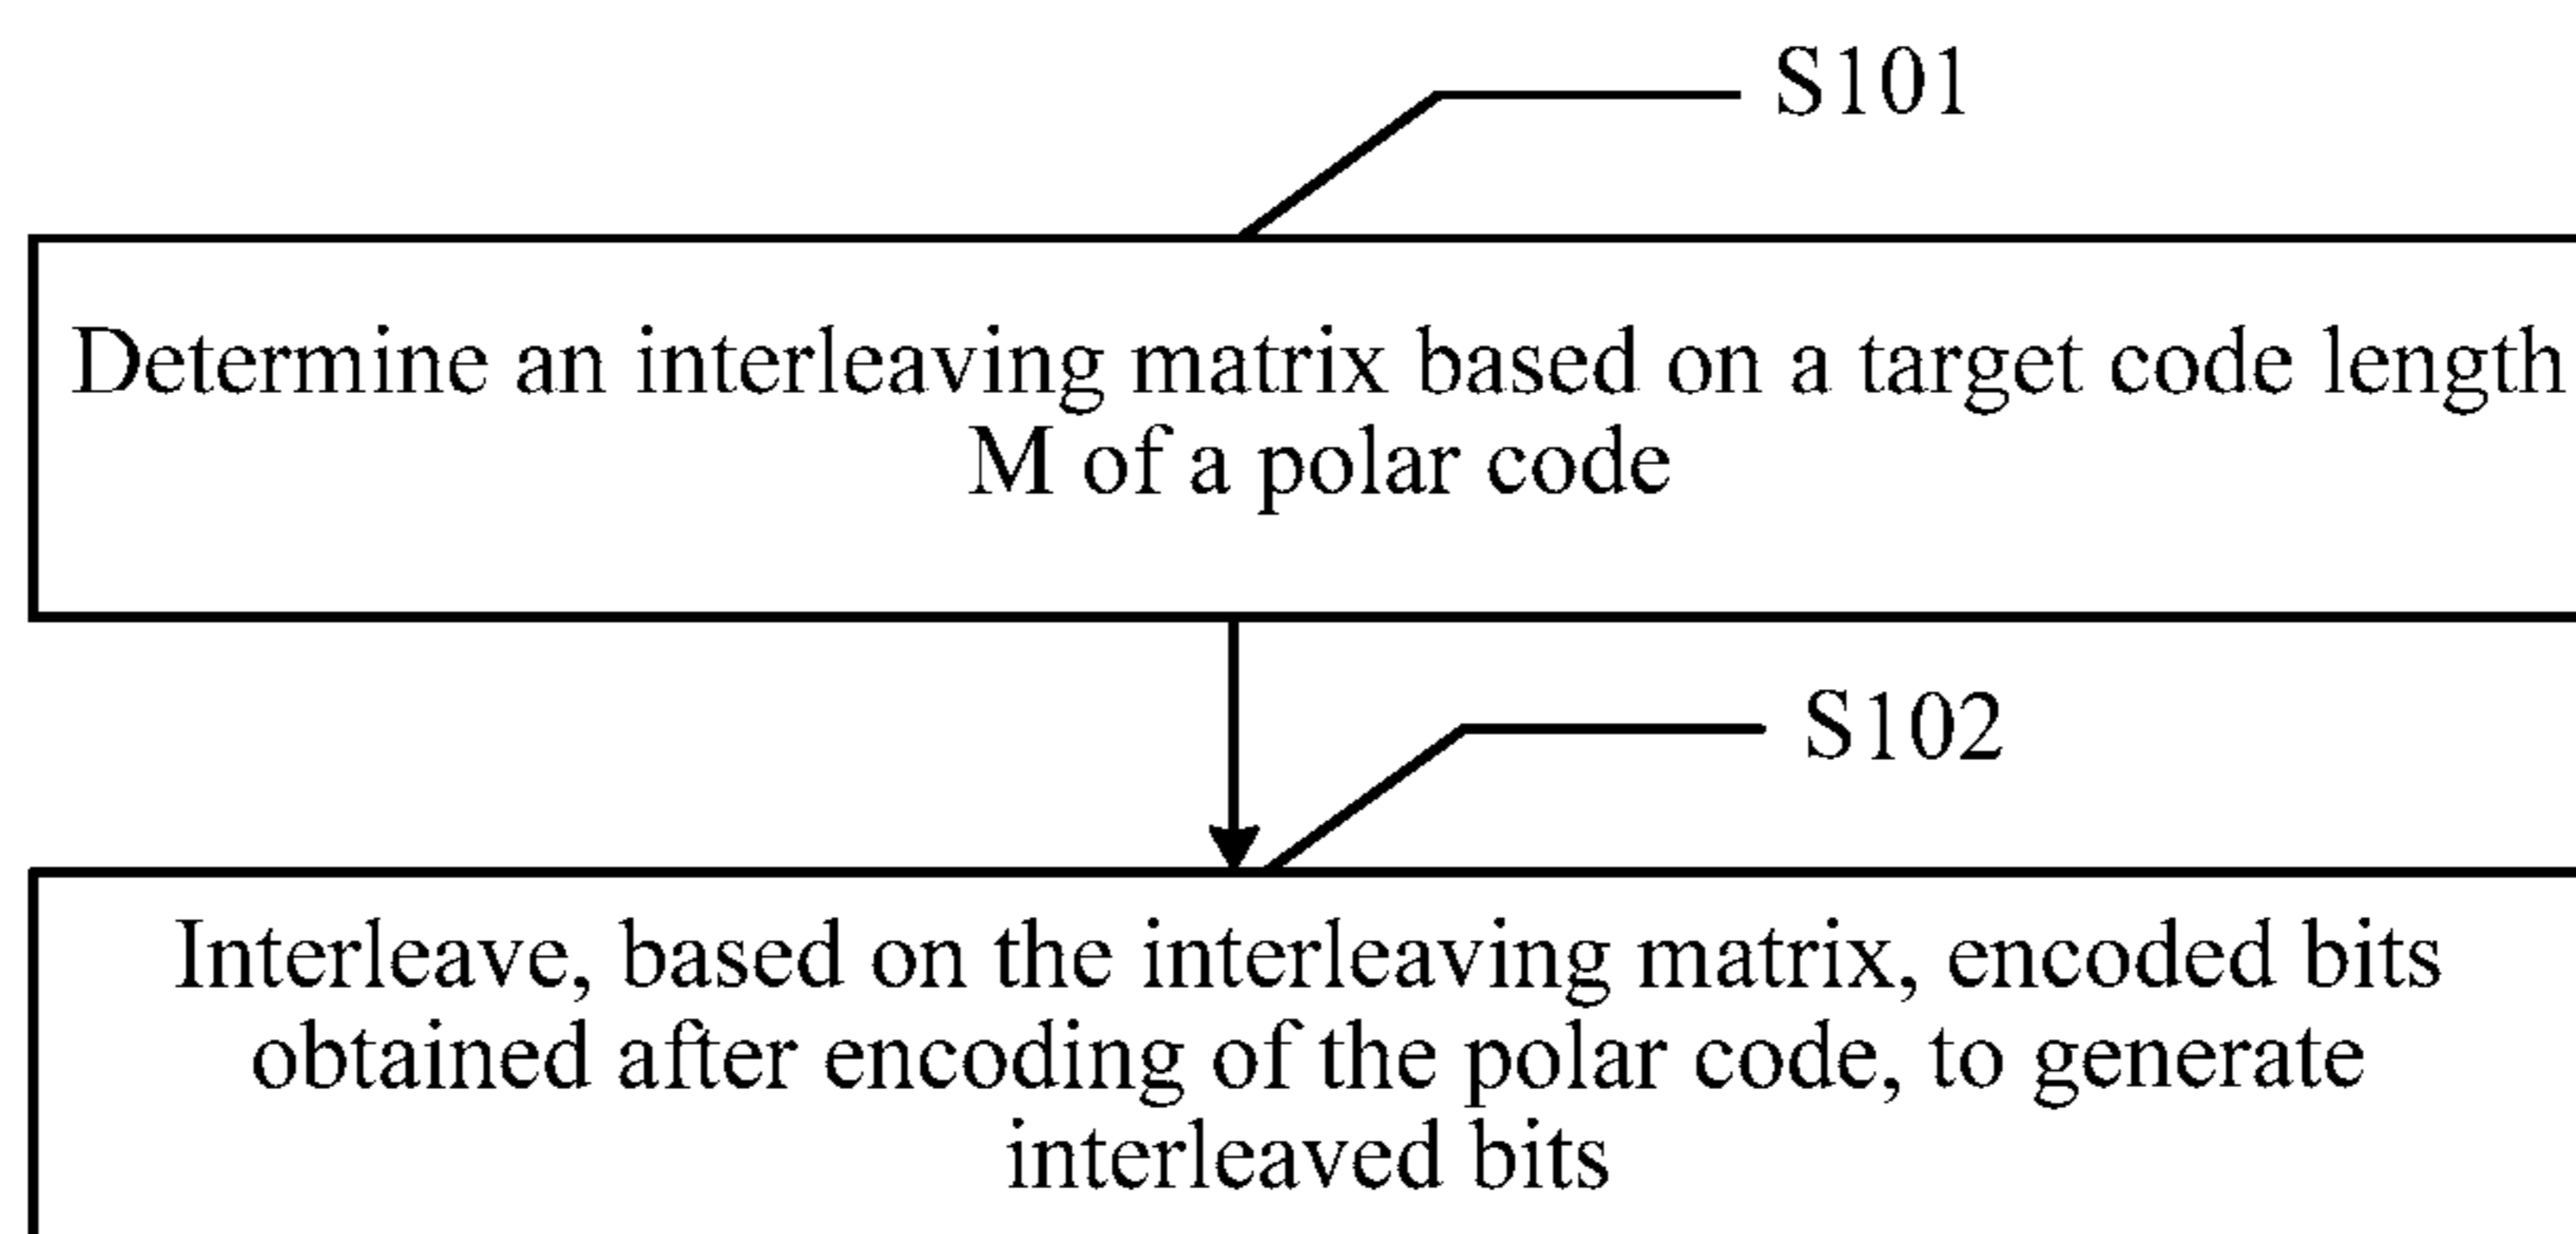 S101
Determine an interleaving matrix based on a target code length
M of a polar code
S102
Interleave, based on the interleaving matrix, encoded bits
obtained after encoding of the polar code, to generate
interleaved bits